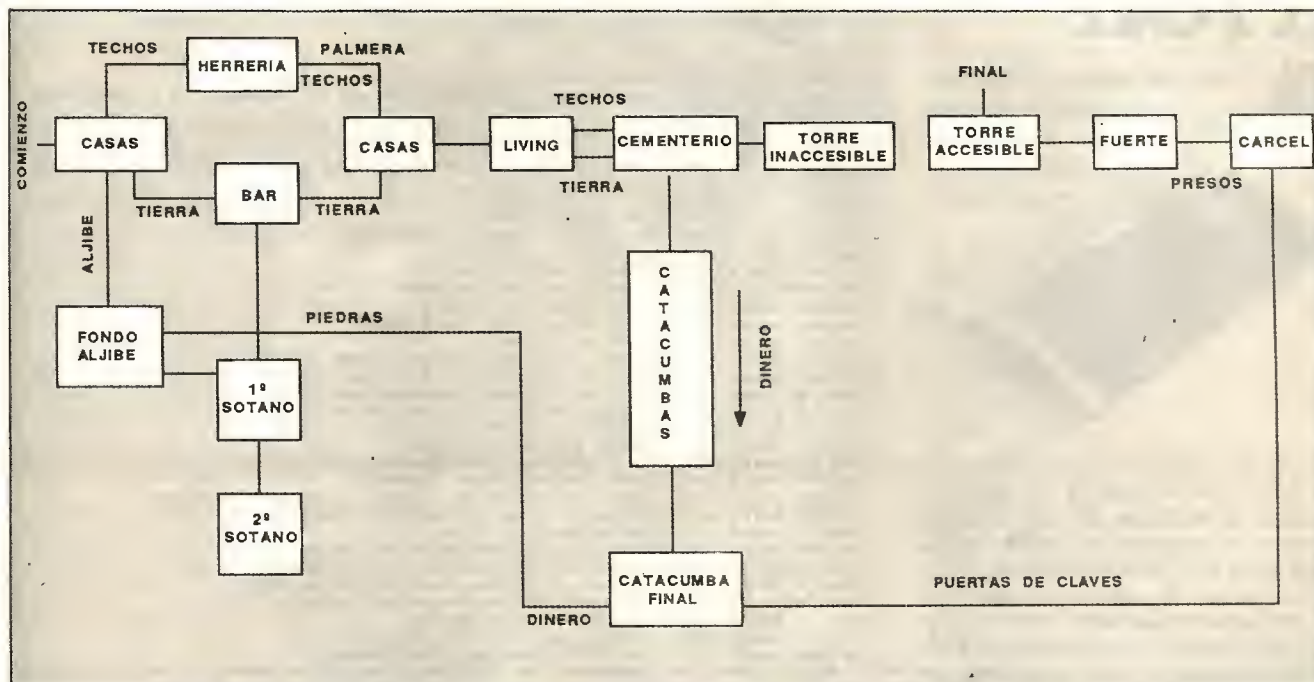 TECHOS
HERRERIA
PALMERA
TECHOS
COMIENZO
CASAS
CASAS
LIVING
TECHOS
CEMENTERIO
TIERRA
TORRE
INACCESIBLE
FINAL
TORRE
ACCESIBLE
FUERTE
CARCEL
PRESOS
BAR
TIERRA
TIERRA
ALJIBE
FONDO
ALJIBE
PIEDRAS
1º
SOTANO
2º
SOTANO
CATACUMBAS
DINERO
CATACUMBA
FINAL
DINERO
PUERTAS DE CLAVES